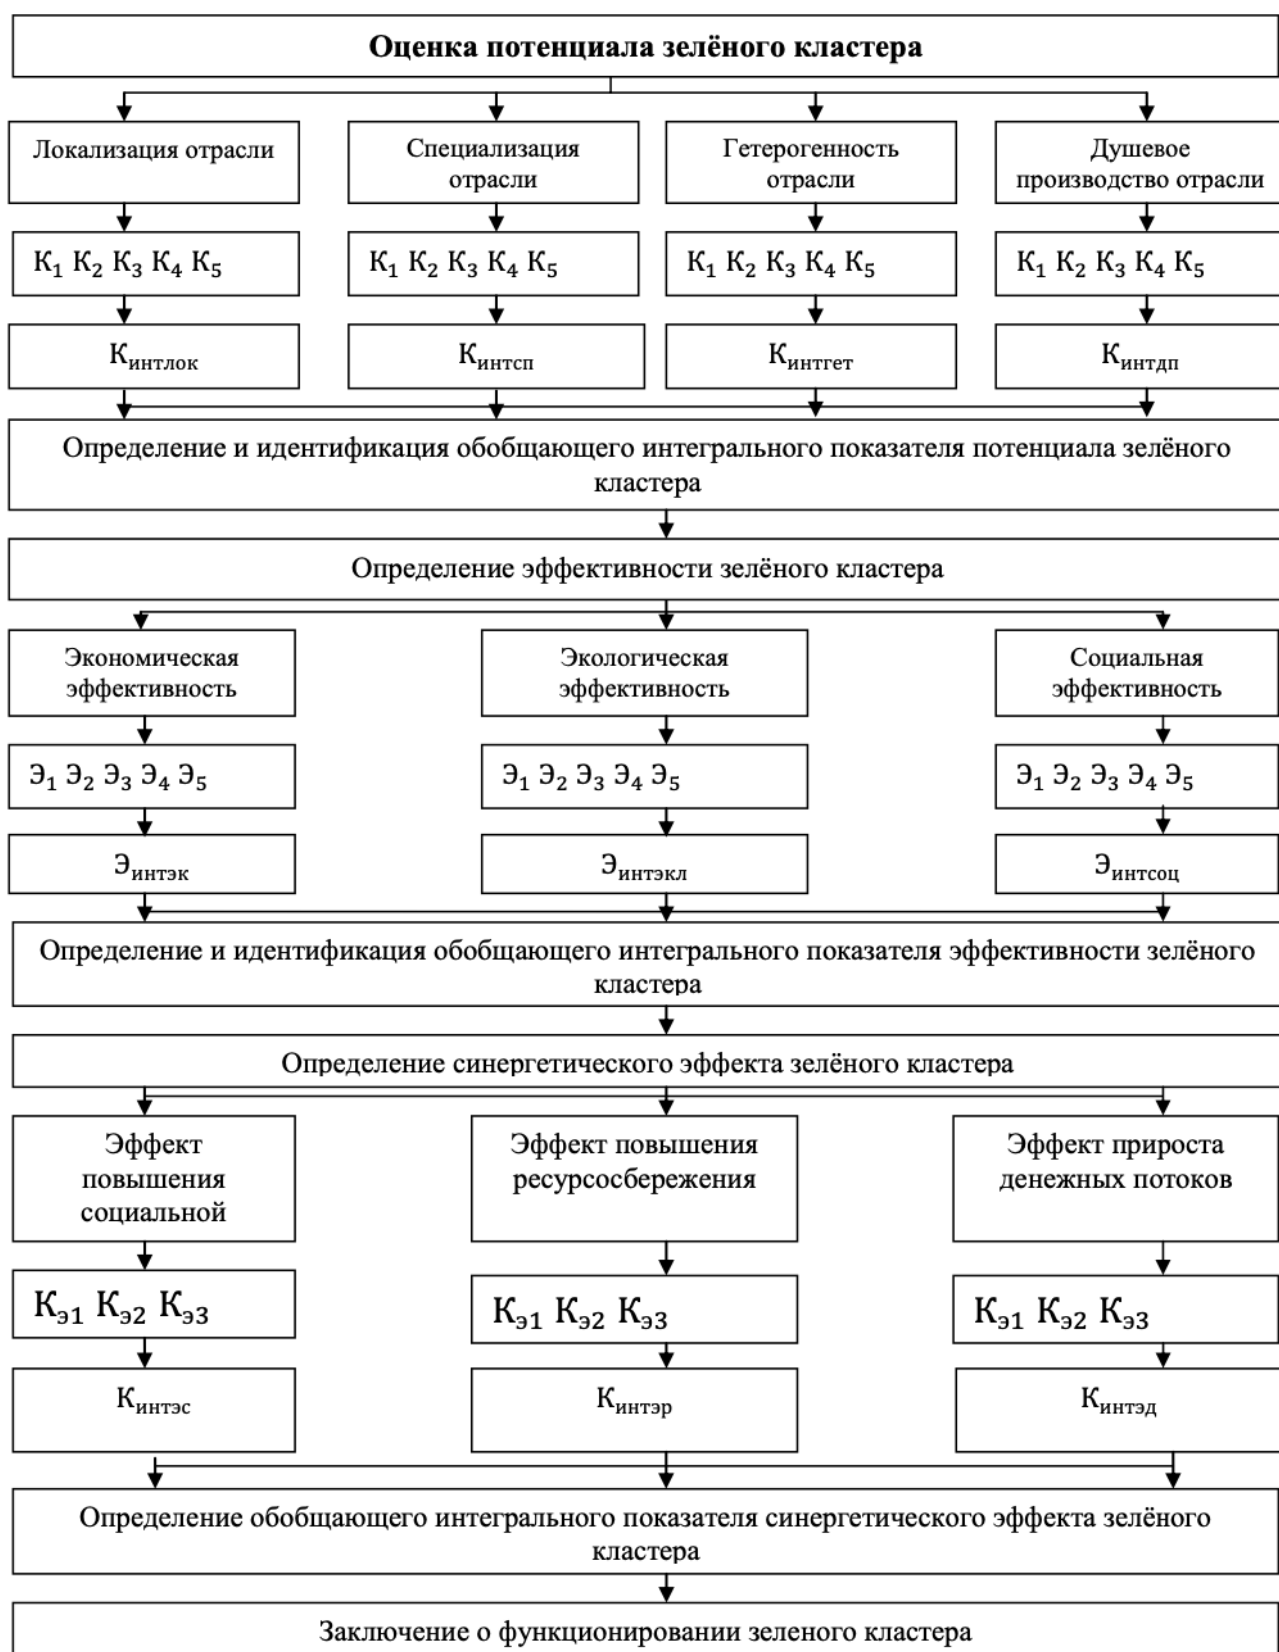 Оценка потенциала зелёного кластера
Локализация отрасли
Специализация
отрасли
Гетерогенность
отрасли
Душевое
производство отрасли
К₁ К₂ К₃ К₄ К₅
К₁ К₂ К₃ К₄ К₅
К₁ К₂ К₃ К₄ К₅
К₁ К₂ К₃ К₄ К₅
Кинтлок
Кинтсп
Кинтгет
Кинтдп
Определение и идентификация обобщающего интегрального показателя потенциала зелёного
кластера
Определение эффективности зелёного кластера
Экономическая
эффективность
Экологическая
эффективность
Социальная
эффективность
Э₁ Э₂ Э₃ Э₄ Э₅
Э₁ Э₂ Э₃ Э₄ Э₅
Э₁ Э₂ Э₃ Э₄ Э₅
Эинтэк
Эинтэкл
Эинтсоц
Определение и идентификация обобщающего интегрального показателя эффективности зелёного
кластера
Определение синергетического эффекта зелёного кластера
Эффект
повышения
социальной
Эффект повышения
ресурсосбережения
Эффект прироста
денежных потоков
Кэ1 Кэ2 Кэ3
Кэ1 Кэ2 Кэ3
Кэ1 Кэ2 Кэ3
Кинтэс
Кинтэр
Кинтэд
Определение обобщающего интегрального показателя синергетического эффекта зелёного
кластера
Заключение о функционировании зеленого кластера